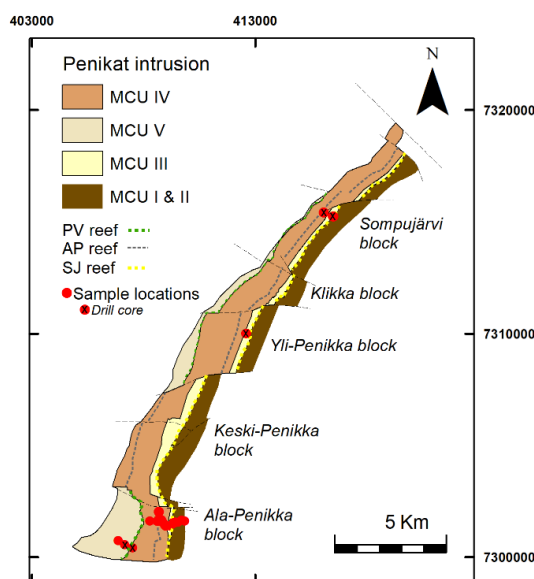 403000
413000
Penikat intrusion
MCU IV
MCU V
MCU III
MCU I & II
PV reef
AP reef
SJ reef
Sample locations
Drill core
N
7320000
Sompujärvi
block
Klikka block
7310000
Yli-Penikka block
Keski-Penikka
block
Ala-Penikka
block
5 Km
7300000